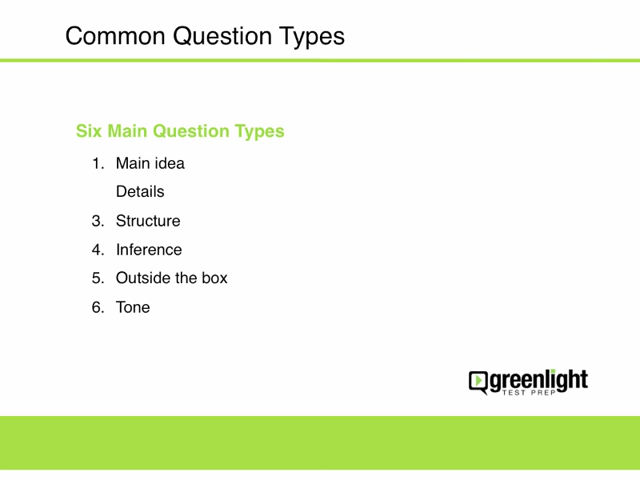 Common Question Types
Six Main Question Types
1. Main idea
Details
3. Structure
4. Inference
5. Outside the box
6. Tone
greenlight
TEST PREP